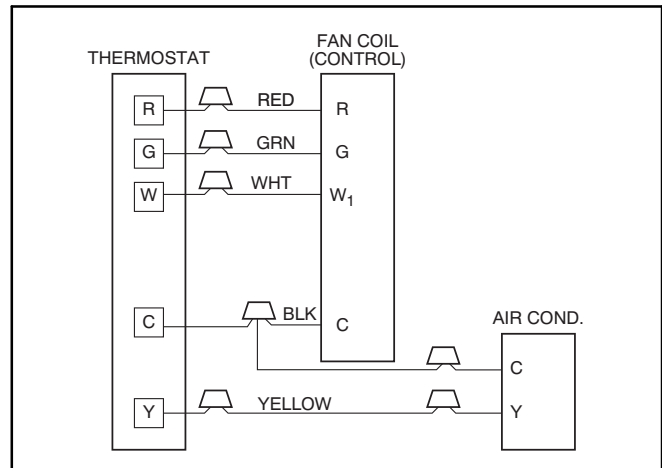 FAN COIL
(CONTROL)
THERMOSTAT
R RED R
G GRN G
W WHT W₁
C BLK C
AIR COND.
C
Y YELLOW Y